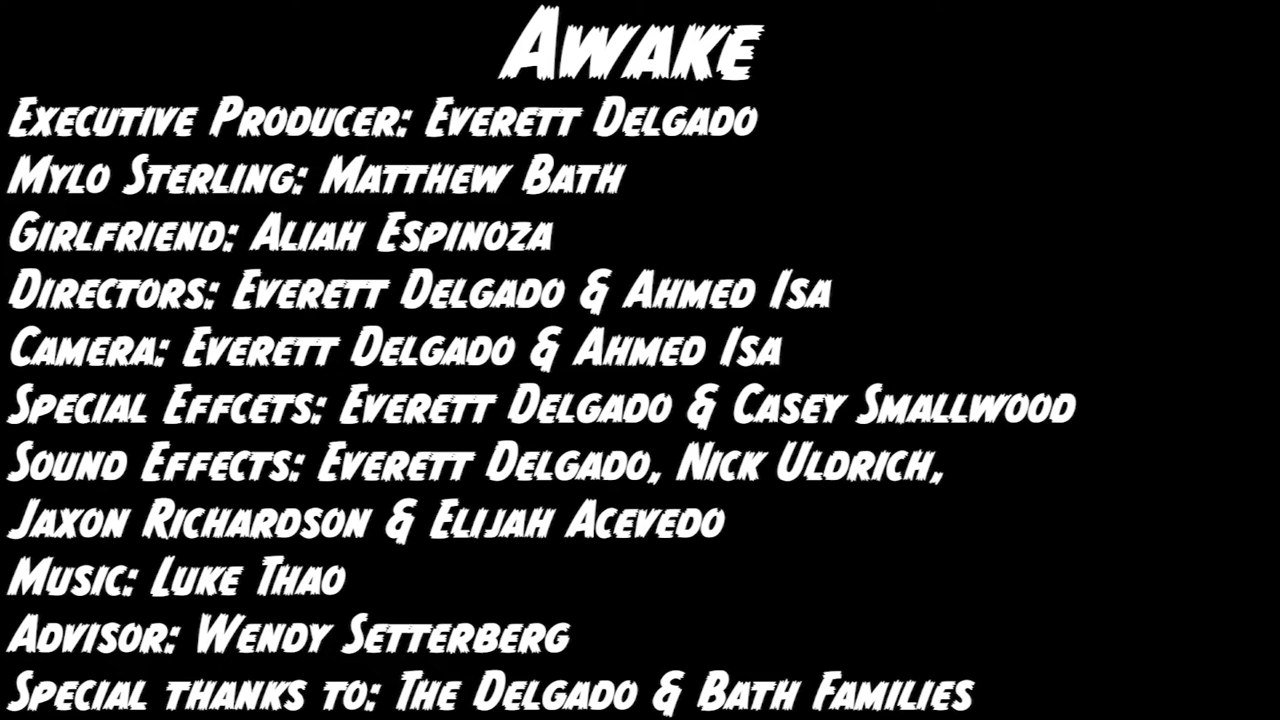 Awake
Executive Producer: Everett Delgado
Mylo Sterling: Matthew Bath
Girlfriend: Aliah Espinoza
Directors: Everett Delgado & Ahmed Isa
Camera: Everett Delgado & Ahmed Isa
Special Effcets: Everett Delgado & Casey Smallwood
Sound Effects: Everett Delgado, Nick Uldrich,
Jaxon Richardson & Elijah Acevedo
Music: Luke Thao
Advisor: Wendy Setterberg
Special thanks to: The Delgado & Bath Families